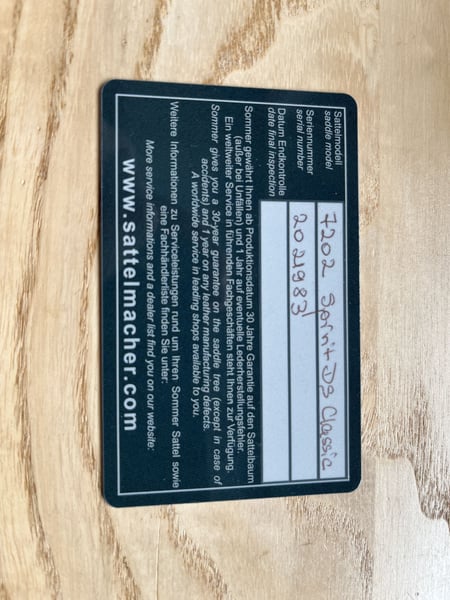 Sattelmodell
saddle model
7202 Spirit DS Classic
Seriennummer
serial number
2021983
Datum Endkontrolle
date final inspection
Sommer gewährt Ihnen ab Produktionsdatum 30 Jahre Garantie auf den Sattelbaum
(außer bei Unfällen) und 1 Jahr auf eventuelle Lederherstellungsfehler.
Ein weltweiter Service in führenden Fachgeschäften steht Ihnen zur Verfügung.
Sommer gives you a 30-year guarantee on the saddle tree (except in case of
accidents) and 1 year on any leather manufacturing defects.
A worldwide service in leading shops available to you.
Weitere Informationen zu Serviceleistungen rund um Ihren Sommer Sattel sowie
eine Fachhändlerliste finden Sie unter:
More service informations and a dealer list find you on our website:
www.sattelmacher.com